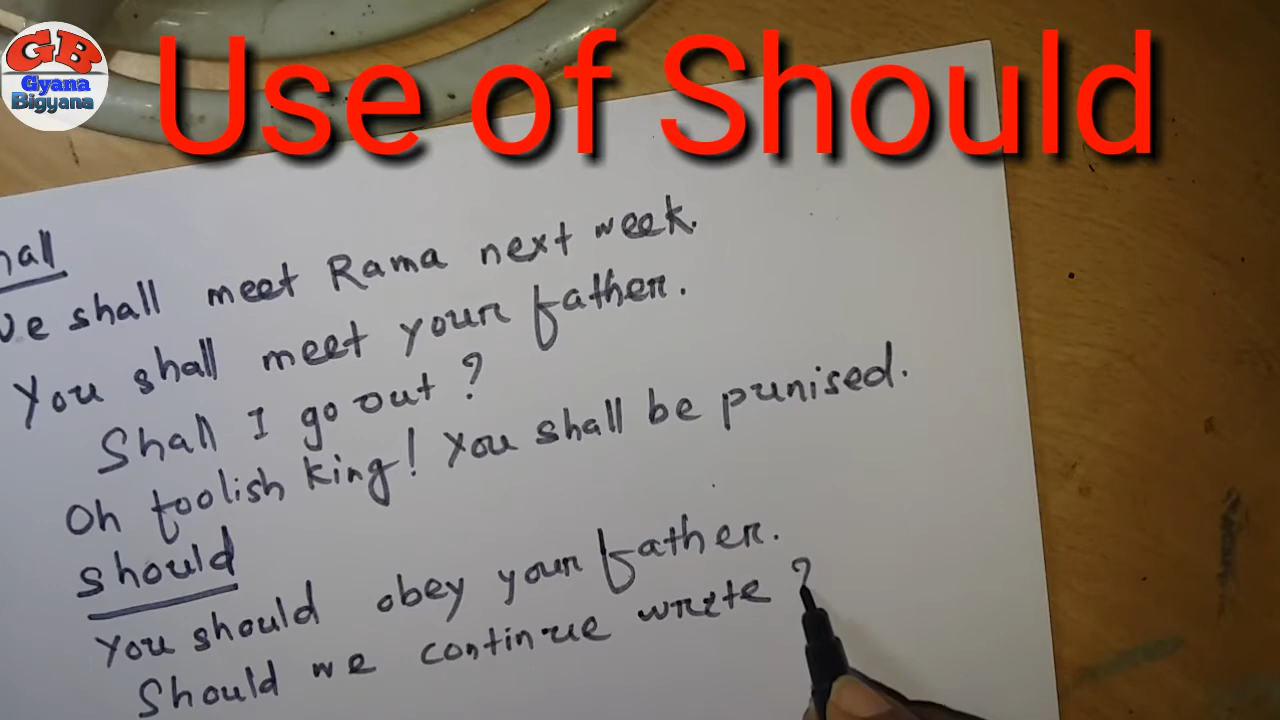 GB
Gyana
Bigyana
Use of Should
hall
We shall meet Rama next week.
You shall meet your father.
Shall I go out ?
Oh foolish king! You shall be punised.
should
You should obey your father.
Should we continue write ?